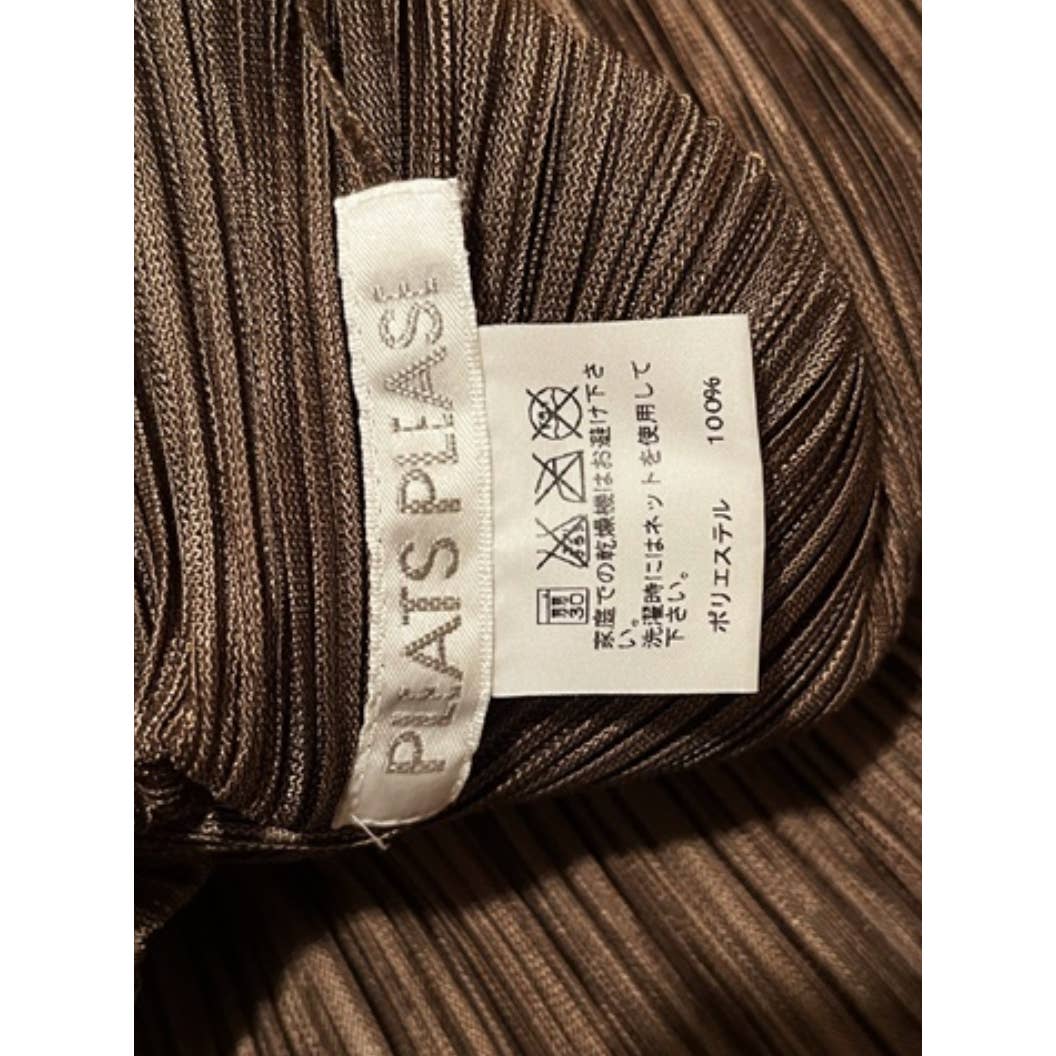 PLEATS PLEASE
弱
30
家庭での乾燥機はお避け下さ
い。
洗濯時にはネットを使用して
下さい。
ポリエステル 100%